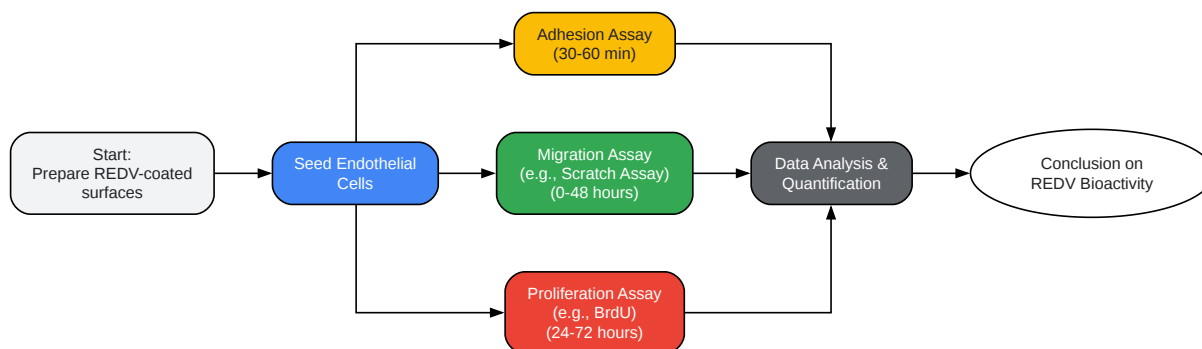 Start:
Prepare REDV-coated
surfaces
Seed Endothelial
Cells
Adhesion Assay
(30-60 min)
Migration Assay
(e.g., Scratch Assay)
(0-48 hours)
Proliferation Assay
(e.g., BrdU)
(24-72 hours)
Data Analysis &
Quantification
Conclusion on
REDV Bioactivity